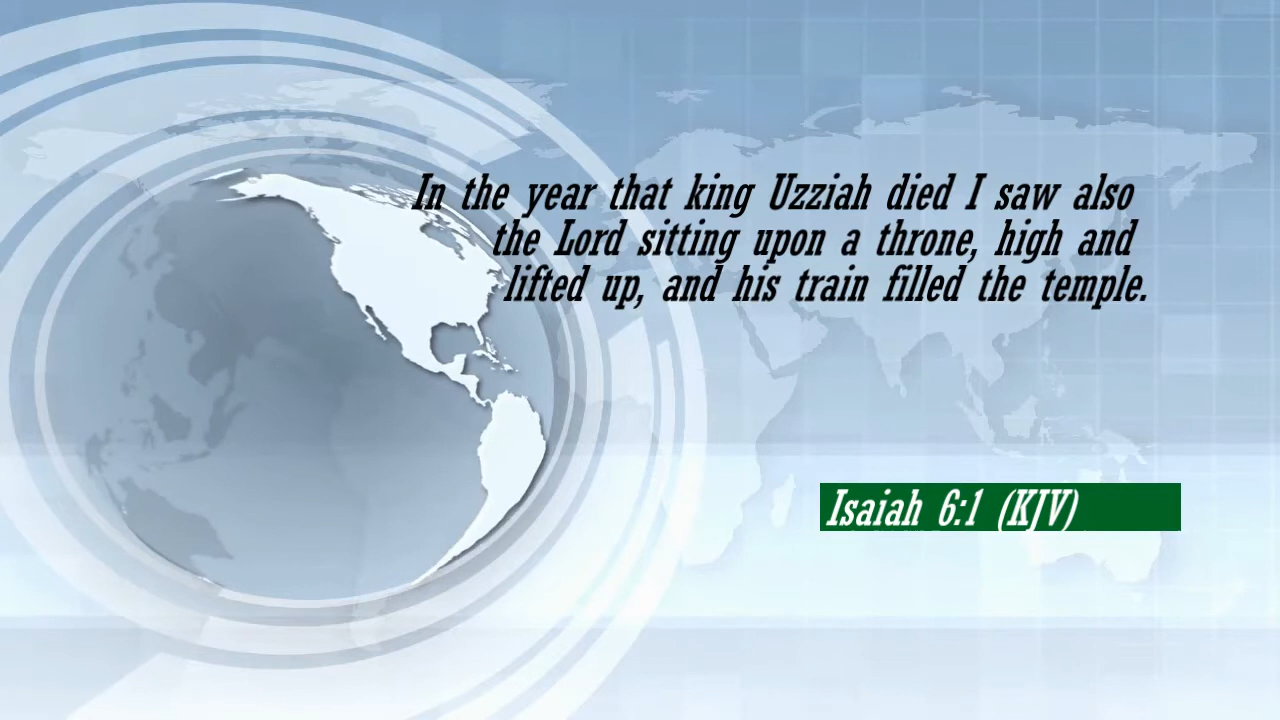 In the year that king Uzziah died I saw also
the Lord sitting upon a throne, high and
lifted up, and his train filled the temple.
Isaiah 6:1 (KJV)